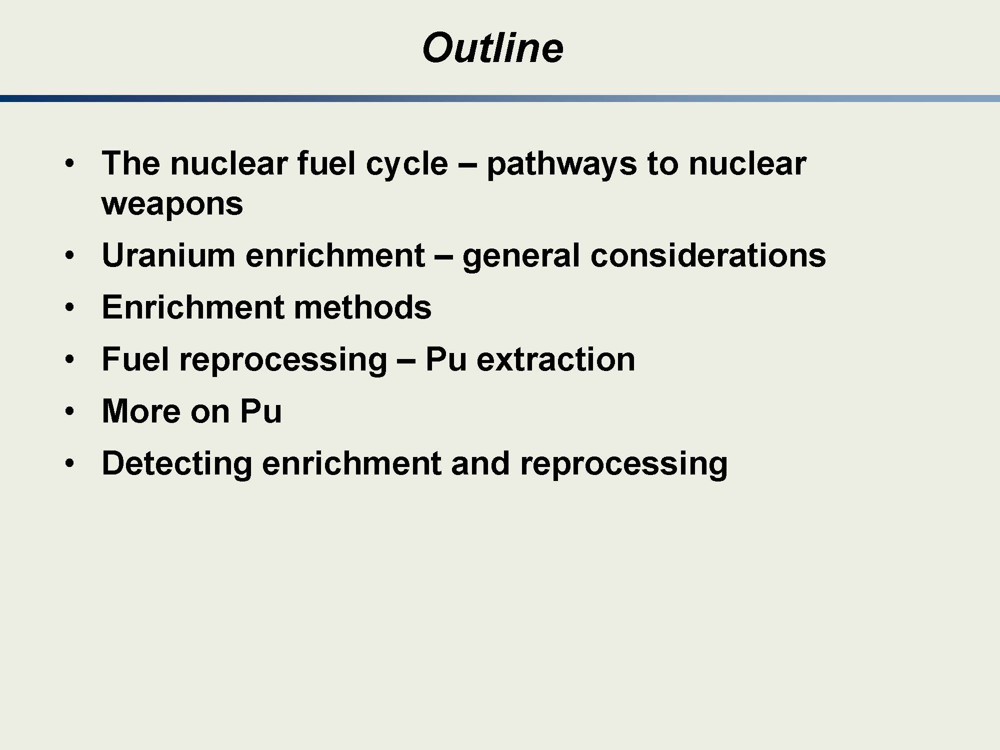 Outline
• The nuclear fuel cycle – pathways to nuclear
weapons
• Uranium enrichment – general considerations
• Enrichment methods
• Fuel reprocessing – Pu extraction
• More on Pu
• Detecting enrichment and reprocessing